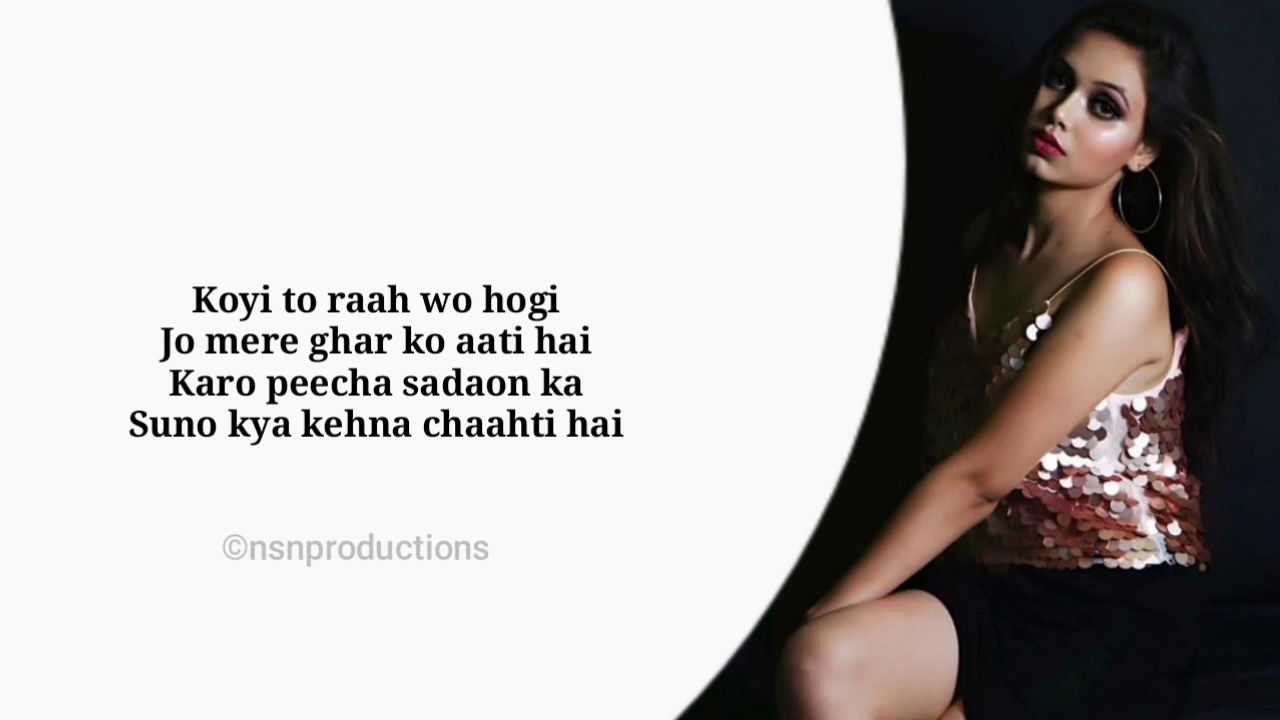 Koyi to raah wo hogi
Jo mere ghar ko aati hai
Karo peecha sadaon ka
Suno kya kehna chaahti hai
©nsnproductions